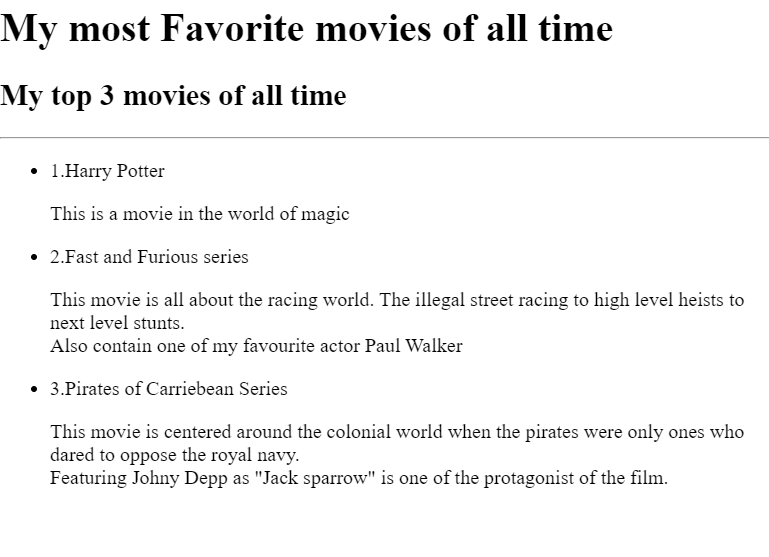 My most Favorite movies of all time
My top 3 movies of all time
• 1.Harry Potter
This is a movie in the world of magic
• 2.Fast and Furious series
This movie is all about the racing world. The illegal street racing to high level heists to
next level stunts.
Also contain one of my favourite actor Paul Walker
• 3.Pirates of Carriebean Series
This movie is centered around the colonial world when the pirates were only ones who
dared to oppose the royal navy.
Featuring Johny Depp as "Jack sparrow" is one of the protagonist of the film.